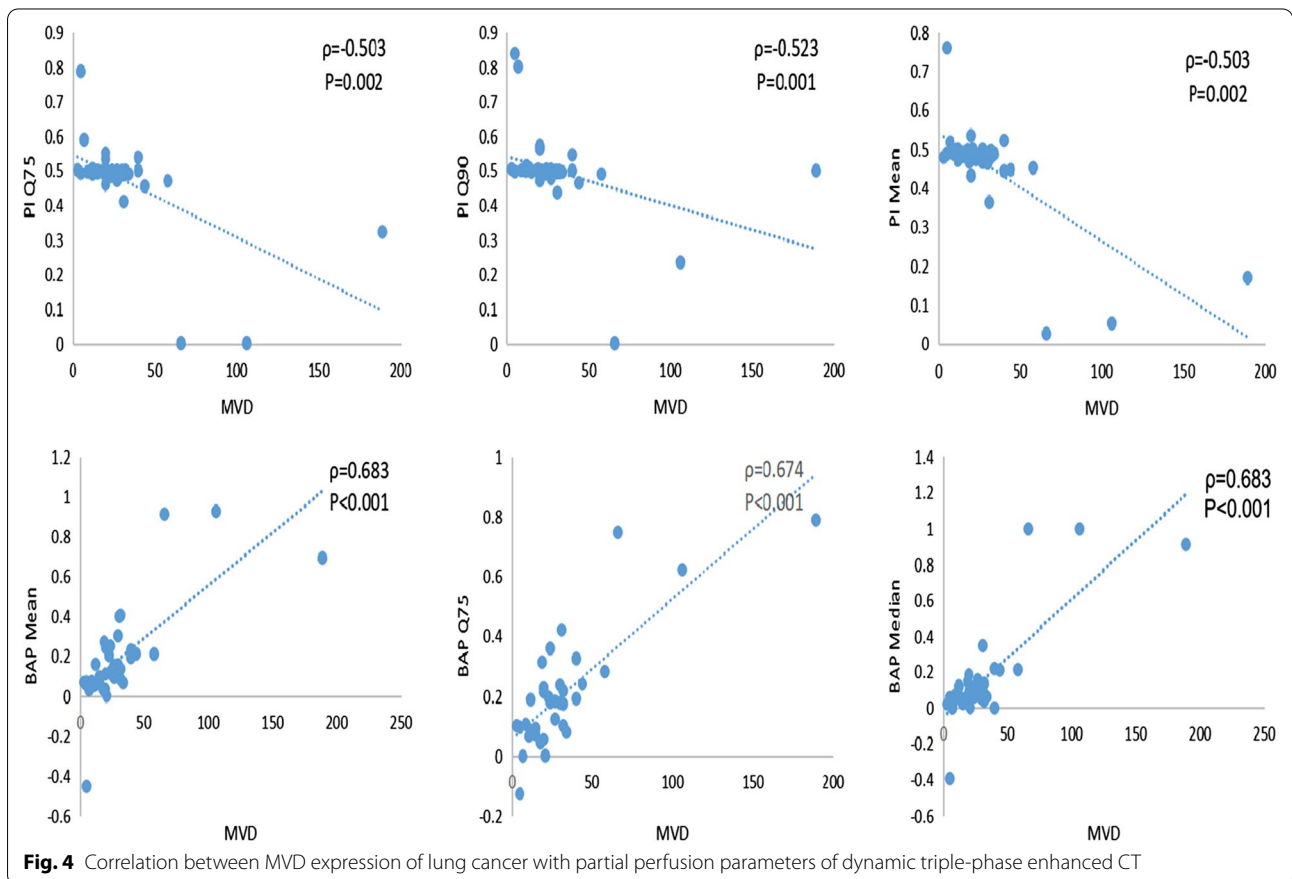 0.9
0.8
0.7
0.6
0.5
0.4
0.3
0.2
0.1
0
PI Q75
ρ=-0.503
P=0.002
0 50 100 150 200
MVD
0.9
0.8
0.7
0.6
0.5
0.4
0.3
0.2
0.1
0
PI Q90
ρ=-0.523
P=0.001
0 50 100 150 200
MVD
0.8
0.7
0.6
0.5
0.4
0.3
0.2
0.1
0
PI Mean
ρ=-0.503
P=0.002
0 50 100 150 200
MVD
1.2
1
0.8
0.6
0.4
0.2
0
-0.2
-0.4
-0.6
BAP Mean
ρ=0.683
P<0.001
0 50 100 150 200 250
MVD
1
0.8
0.6
0.4
0.2
0
-0.2
BAP Q75
ρ=0.674
P<0.001
0 50 100 150 200
MVD
1.4
1.2
1
0.8
0.6
0.4
0.2
0
-0.2
-0.4
-0.6
BAP Median
ρ=0.683
P<0.001
0 50 100 150 200 250
MVD
Fig. 4 Correlation between MVD expression of lung cancer with partial perfusion parameters of dynamic triple-phase enhanced CT